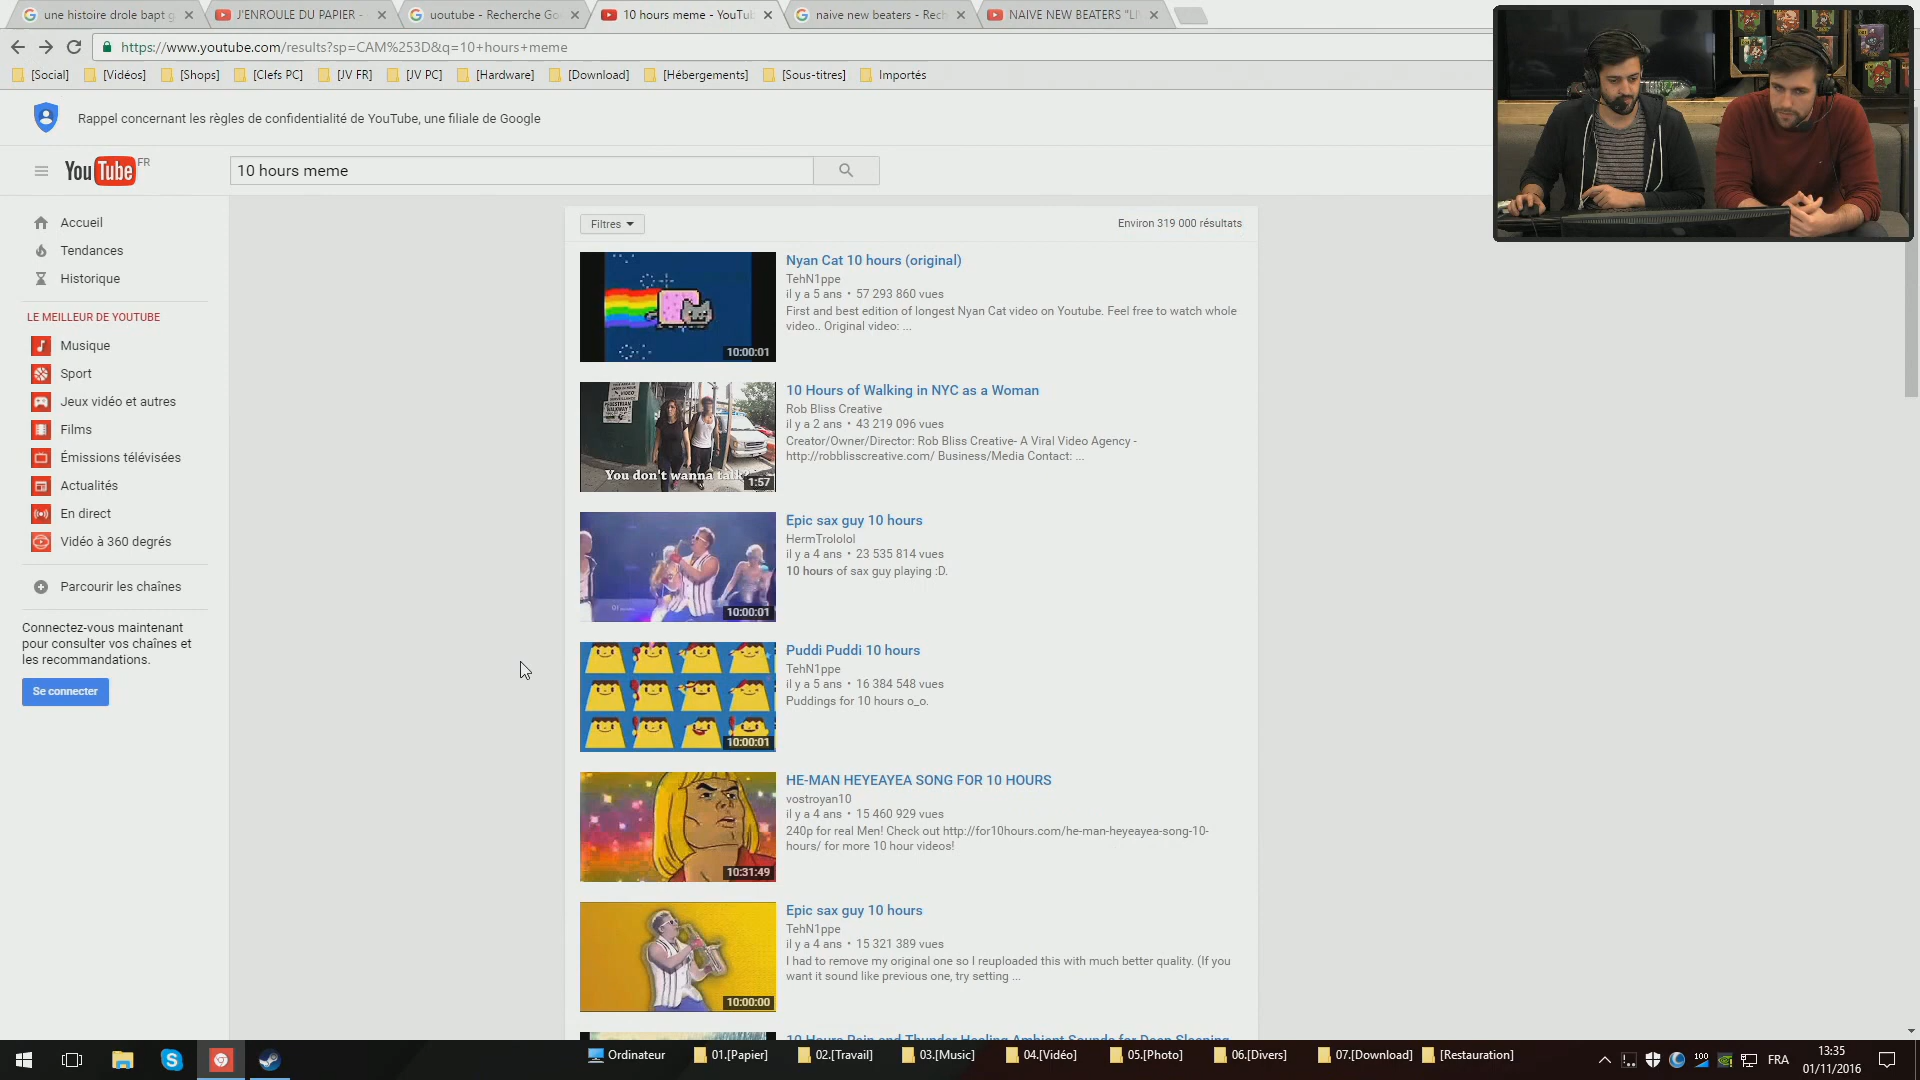 une histoire drole bapt g
J'ENROULE DU PAPIER -
uoutube - Recherche Go
10 hours meme - YouTu
naive new beaters - Rech
NAIVE NEW BEATERS "LI
https://www.youtube.com/results?sp=CAM%253D&q=10+hours+meme
[Social]
[Vidéos]
[Shops]
[Clefs PC]
[JV FR]
[JV PC]
[Hardware]
[Download]
[Hébergements]
[Sous-titres]
Importés
Rappel concernant les règles de confidentialité de YouTube, une filiale de Google
YouTube FR
10 hours meme
Accueil
Tendances
Historique
LE MEILLEUR DE YOUTUBE
Musique
Sport
Jeux vidéo et autres
Films
Émissions télévisées
Actualités
En direct
Vidéo à 360 degrés
Parcourir les chaînes
Connectez-vous maintenant
pour consulter vos chaînes et
les recommandations.
Se connecter
Filtres
Environ 319 000 résultats
10:00:01
Nyan Cat 10 hours (original)
TehN1ppe
il y a 5 ans • 57 293 860 vues
First and best edition of longest Nyan Cat video on Youtube. Feel free to watch whole
video.. Original video: ...
You don't wanna talk
1:57
10 Hours of Walking in NYC as a Woman
Rob Bliss Creative
il y a 2 ans • 43 219 096 vues
Creator/Owner/Director: Rob Bliss Creative- A Viral Video Agency -
http://robblisscreative.com/ Business/Media Contact: ...
10:00:01
Epic sax guy 10 hours
HermTrololol
il y a 4 ans • 23 535 814 vues
10 hours of sax guy playing :D.
10:00:01
Puddi Puddi 10 hours
TehN1ppe
il y a 5 ans • 16 384 548 vues
Puddings for 10 hours o_o.
10:31:49
HE-MAN HEYEAYEA SONG FOR 10 HOURS
vostroyan10
il y a 4 ans • 15 460 929 vues
240p for real Men! Check out http://for10hours.com/he-man-heyeayea-song-10-
hours/ for more 10 hour videos!
10:00:00
Epic sax guy 10 hours
TehN1ppe
il y a 4 ans • 15 321 389 vues
I had to remove my original one so I reuploaded this with much better quality. (If you
want it sound like previous one, try setting ...
10 Hours Rain and Thunder Healing Ambient Sounds for Deep Sleeping
Ordinateur
01.[Papier]
02.[Travail]
03.[Music]
04.[Vidéo]
05.[Photo]
06.[Divers]
07.[Download]
[Restauration]
100
FRA
13:35
01/11/2016